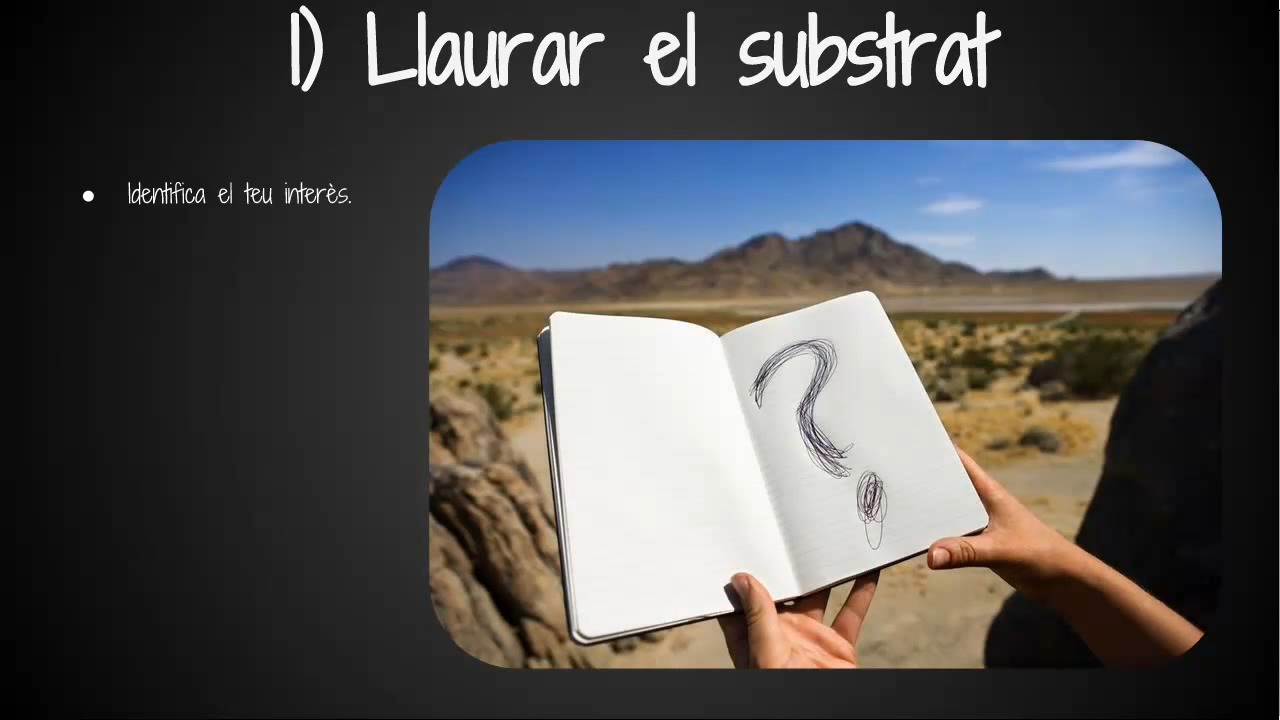 1) Llaurar el substrat
● Identifica el teu interès.
?